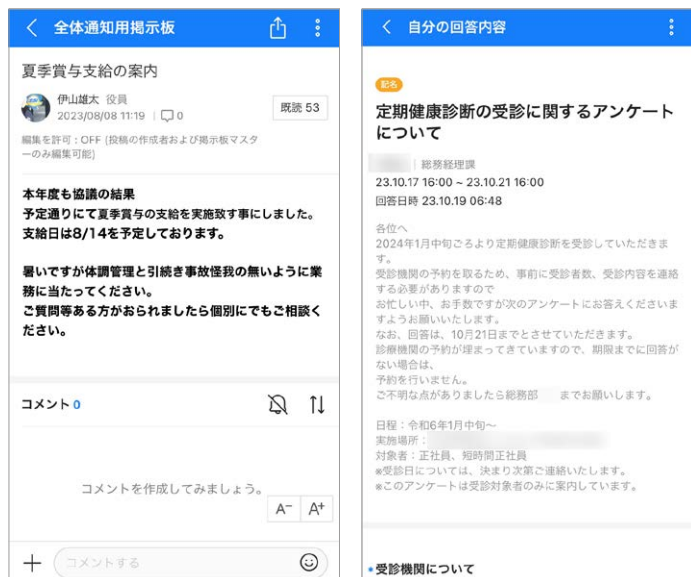 全体通知用掲示板
夏季賞与支給の案内
伊山雄太 役員
2023/08/08 11:19 0
既読 53
編集を許可：OFF (投稿の作成者および掲示板マスタ
ーのみ編集可能)
本年度も協議の結果
予定通りにて夏季賞与の支給を実施致す事にしました。
支給日は8/14を予定しております。
暑いですが体調管理と引続き事故怪我の無いように業
務に当たってください。
ご質問等ある方がおられましたら個別にでもご相談く
ださい。
コメント 0
コメントを作成してみましょう。
A− A+
コメントする
自分の回答内容
記名
定期健康診断の受診に関するアンケート
について
総務経理課
23.10.17 16:00 ~ 23.10.21 16:00
回答日時 23.10.19 06:48
各位へ
2024年1月中旬ごろより定期健康診断を受診していただきま
す。
受診機関の予約を取るため、事前に受診者数、受診内容を連絡
する必要がありますので
お忙しい中、お手数ですが次のアンケートにお答えくださいま
すようお願いいたします。
なお、回答は、10月21日までとさせていただきます。
診療機関の予約が埋まってきていますので、期限までに回答が
ない場合は、
予約を行いません。
ご不明な点がありましたら総務部 までお願いします。
日程：令和6年1月中旬〜
実施場所：
対象者：正社員、短時間正社員
※受診日については、決まり次第ご連絡いたします。
※このアンケートは受診対象者のみに案内しています。
受診機関について